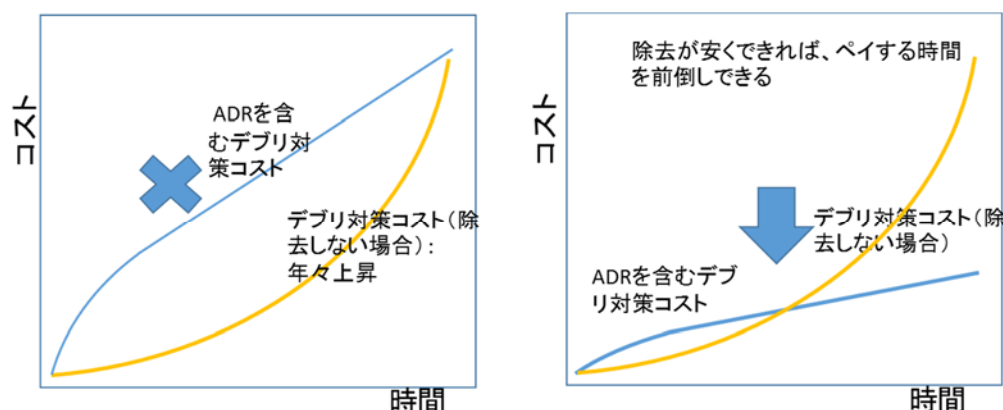 コスト
ADRを含
むデブリ対
策コスト
デブリ対策コスト(除
去しない場合):
年々上昇
時間
除去が安くできれば、ペイする時間
を前倒しできる
コスト
デブリ対策コスト(除
去しない場合)
ADRを含むデブ
リ対策コスト
時間